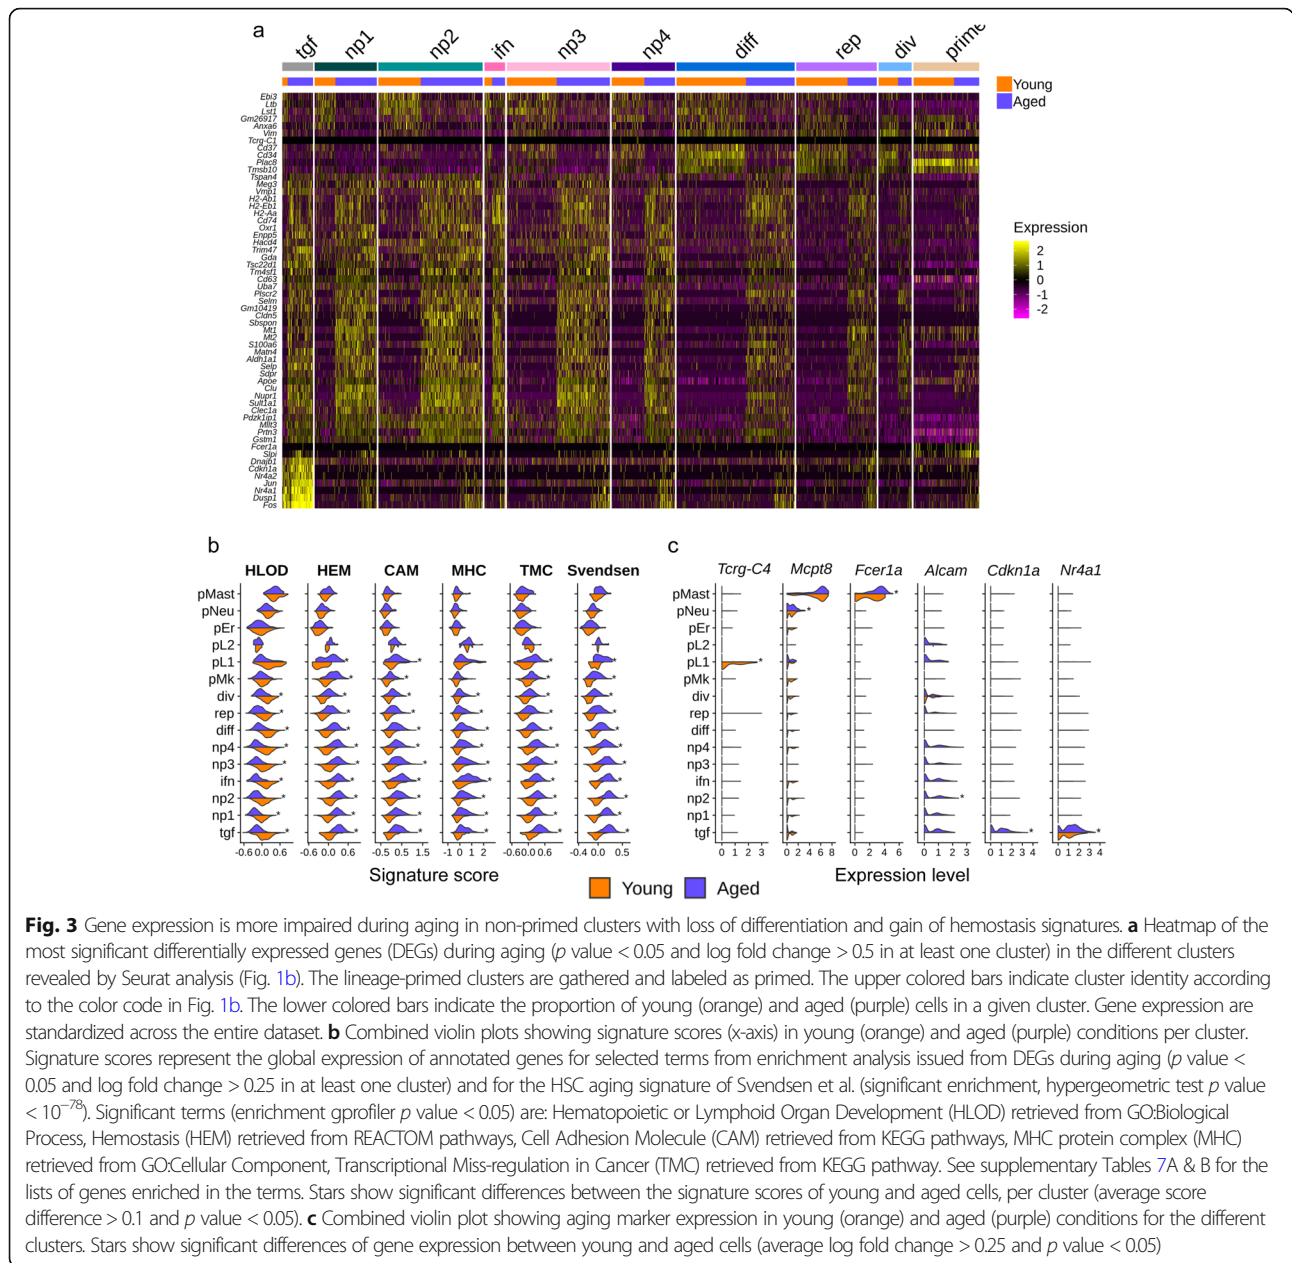 a
tgf np1 np2 ifn np3 np4 diff rep div prime
Young
Aged
Ebi3
Ltb
Lst1
Gm26917
Anxa6
Vim
Tcrg-C1
Cd37
Cd34
Plac8
Tmsb10
Tspan4
Meg3
Vmp1
H2-Ab1
H2-Eb1
H2-Aa
Cd74
Oxr1
Enpp5
Hacd4
Trim47
Gda
Tsc22d1
Tm4sf1
Cd63
Uba7
Plscr2
Selm
Gm10419
Cldn5
Sbspon
Mt1
Mt2
S100a6
Matn4
Aldh1a1
Selp
Sdpr
Apoe
Clu
Nupr1
Sult1a1
Clec1a
Pdzk1ip1
Mllt3
Prtn3
Gstm1
Fcer1a
Slpi
Dnajb1
Cdkn1a
Nr4a2
Jun
Nr4a1
Dusp1
Fos
Expression
2
1
0
-1
-2
b
HLOD HEM CAM MHC TMC Svendsen
pMast
pNeu
pEr
pL2
pL1
pMk
div
rep
diff
np4
np3
ifn
np2
np1
tgf
-0.6 0.0 0.6 -0.6 0.0 0.6 -0.5 0.5 1.5 -1 0 1 2 -0.6 0.0 0.6 -0.4 0.0 0.5
Signature score
c
Tcrg-C4 Mcpt8 Fcer1a Alcam Cdkn1a Nr4a1
pMast
pNeu
pEr
pL2
pL1
pMk
div
rep
diff
np4
np3
ifn
np2
np1
tgf
0 1 2 3 0 2 4 6 8 0 2 4 6 0 1 2 3 0 1 2 3 4 0 1 2 3 4
Expression level
Young Aged
Fig. 3 Gene expression is more impaired during aging in non-primed clusters with loss of differentiation and gain of hemostasis signatures. a Heatmap of the
most significant differentially expressed genes (DEGs) during aging (p value < 0.05 and log fold change > 0.5 in at least one cluster) in the different clusters
revealed by Seurat analysis (Fig. 1b). The lineage-primed clusters are gathered and labeled as primed. The upper colored bars indicate cluster identity according
to the color code in Fig. 1b. The lower colored bars indicate the proportion of young (orange) and aged (purple) cells in a given cluster. Gene expression are
standardized across the entire dataset. b Combined violin plots showing signature scores (x-axis) in young (orange) and aged (purple) conditions per cluster.
Signature scores represent the global expression of annotated genes for selected terms from enrichment analysis issued from DEGs during aging (p value <
0.05 and log fold change > 0.25 in at least one cluster) and for the HSC aging signature of Svendsen et al. (significant enrichment, hypergeometric test p value
< 10⁻⁷⁸). Significant terms (enrichment gprofiler p value < 0.05) are: Hematopoietic or Lymphoid Organ Development (HLOD) retrieved from GO:Biological
Process, Hemostasis (HEM) retrieved from REACTOM pathways, Cell Adhesion Molecule (CAM) retrieved from KEGG pathways, MHC protein complex (MHC)
retrieved from GO:Cellular Component, Transcriptional Miss-regulation in Cancer (TMC) retrieved from KEGG pathway. See supplementary Tables 7A & B for the
lists of genes enriched in the terms. Stars show significant differences between the signature scores of young and aged cells, per cluster (average score
difference > 0.1 and p value < 0.05). c Combined violin plot showing aging marker expression in young (orange) and aged (purple) conditions for the different
clusters. Stars show significant differences of gene expression between young and aged cells (average log fold change > 0.25 and p value < 0.05)